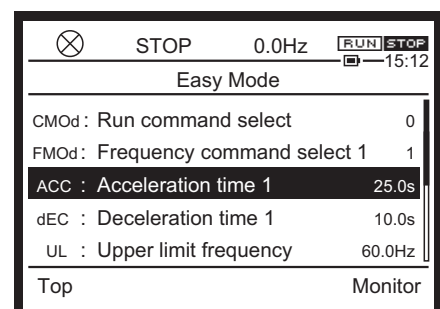 STOP 0.0Hz RUN STOP
15:12
Easy Mode
CMOd : Run command select 0
FMOd : Frequency command select 1 1
ACC : Acceleration time 1 25.0s
dEC : Deceleration time 1 10.0s
UL : Upper limit frequency 60.0Hz
Top Monitor